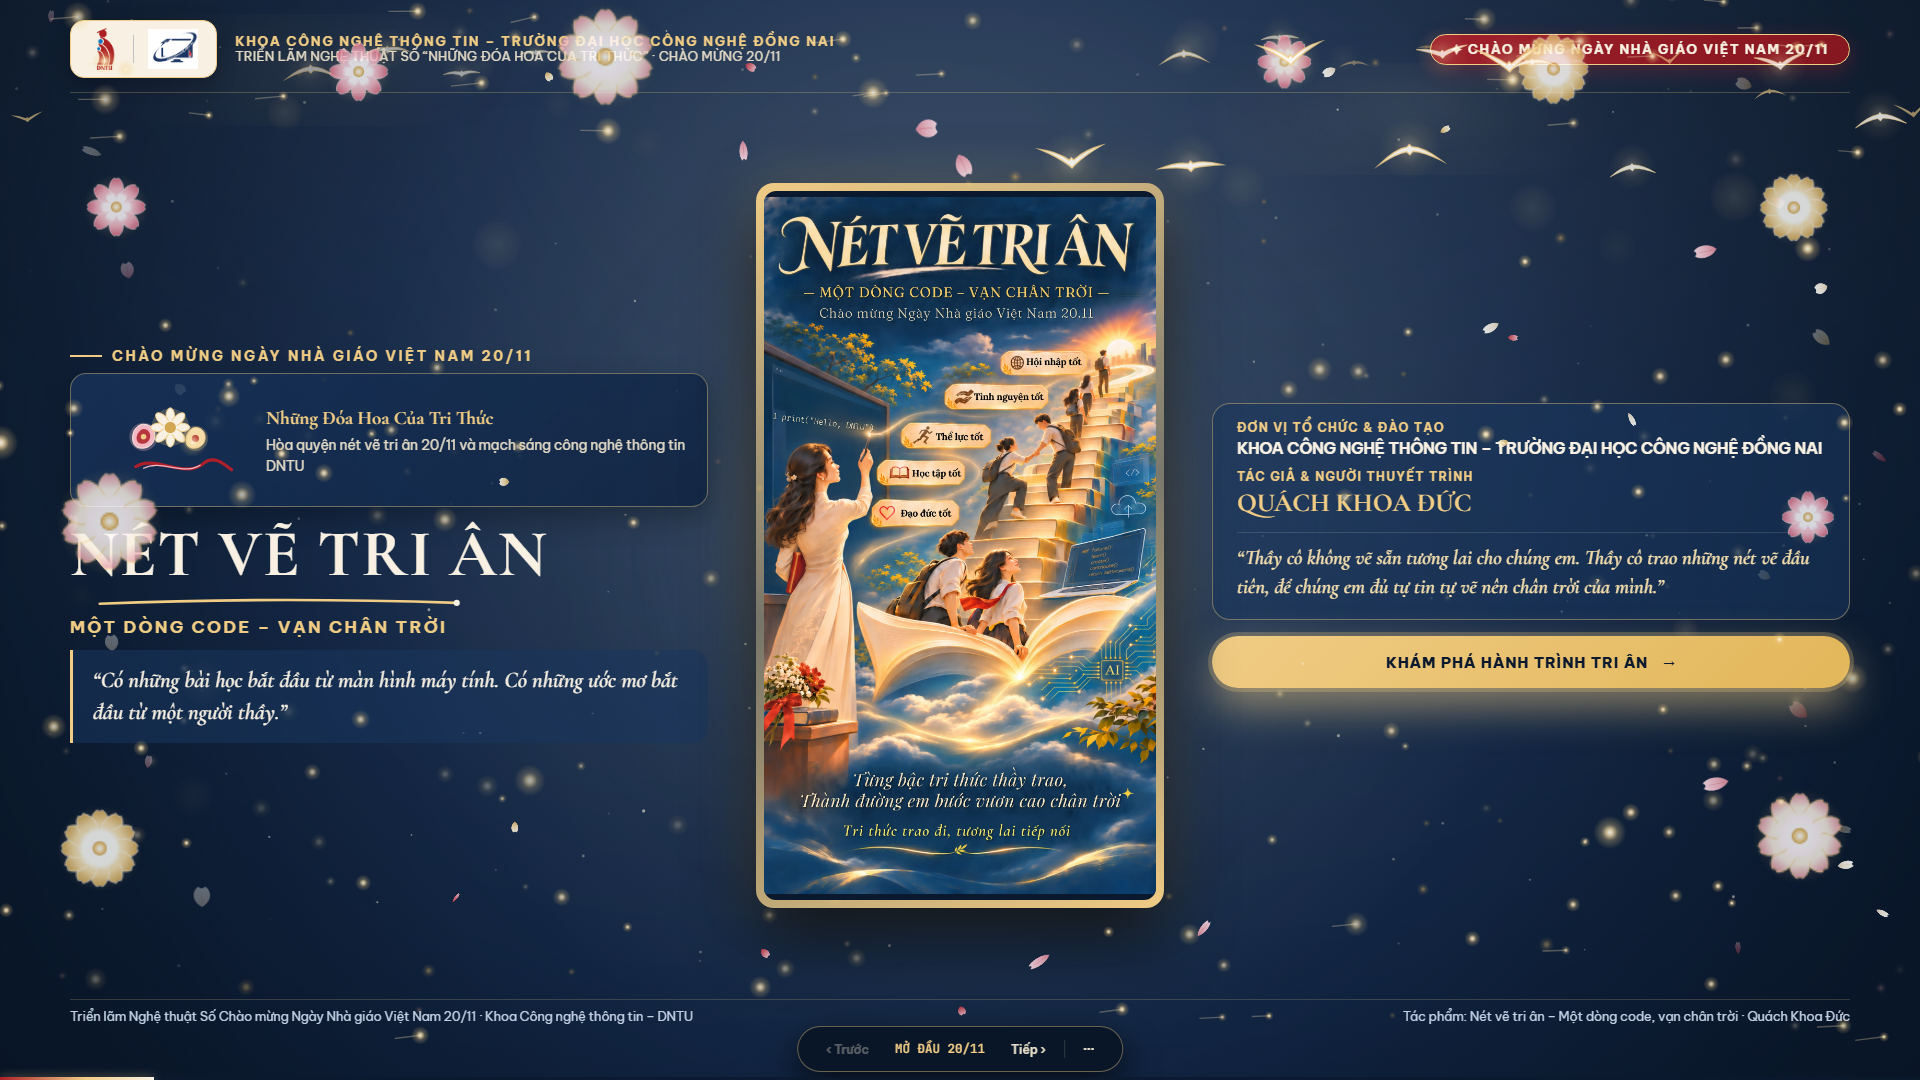 DNTU
KHOA CÔNG NGHỆ THÔNG TIN – TRƯỜNG ĐẠI HỌC CÔNG NGHỆ ĐỒNG NAI
TRIỂN LÃM NGHỆ THUẬT SỐ “NHỮNG ĐÓA HOA CỦA TRI THỨC” · CHÀO MỪNG 20/11
✦ CHÀO MỪNG NGÀY NHÀ GIÁO VIỆT NAM 20/11
CHÀO MỪNG NGÀY NHÀ GIÁO VIỆT NAM 20/11
Những Đóa Hoa Của Tri Thức
Hòa quyện nét vẽ tri ân 20/11 và mạch sáng công nghệ thông tin
DNTU
NÉT VẼ TRI ÂN
MỘT DÒNG CODE – VẠN CHÂN TRỜI
“Có những bài học bắt đầu từ màn hình máy tính. Có những ước mơ bắt
đầu từ một người thầy.”
NÉT VẼ TRI ÂN
— MỘT DÒNG CODE – VẠN CHÂN TRỜI —
Chào mừng Ngày Nhà giáo Việt Nam 20.11
Hội nhập tốt
Tình nguyện tốt
1 print("Hello, DNTU")
Thể lực tốt
Học tập tốt
</>
Đạo đức tốt
AI
Từng bậc tri thức thầy trao,
Thành đường em bước vươn cao chân trời
Tri thức trao đi, tương lai tiếp nối
ĐƠN VỊ TỔ CHỨC & ĐÀO TẠO
KHOA CÔNG NGHỆ THÔNG TIN – TRƯỜNG ĐẠI HỌC CÔNG NGHỆ ĐỒNG NAI
TÁC GIẢ & NGƯỜI THUYẾT TRÌNH
QUÁCH KHOA ĐỨC
“Thầy cô không vẽ sẵn tương lai cho chúng em. Thầy cô trao những nét vẽ đầu
tiên, để chúng em đủ tự tin tự vẽ nên chân trời của mình.”
KHÁM PHÁ HÀNH TRÌNH TRI ÂN →
Triển lãm Nghệ thuật Số Chào mừng Ngày Nhà giáo Việt Nam 20/11 · Khoa Công nghệ thông tin – DNTU
Tác phẩm: Nét vẽ tri ân – Một dòng code, vạn chân trời · Quách Khoa Đức
‹ Trước MỞ ĐẦU 20/11 Tiếp › ---